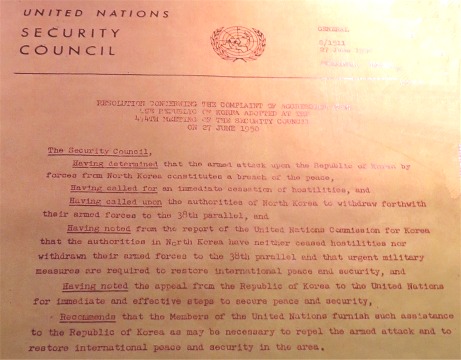 UNITED NATIONS
SECURITY
COUNCIL
GENERAL
S/1511
27 June 1950
RESOLUTION CONCERNING THE COMPLAINT OF AGGRESSION
REPUBLIC OF KOREA ADOPTED AT THE
474TH MEETING OF THE SECURITY COUNCIL
ON 27 JUNE 1950
The Security Council,
Having determined that the armed attack upon the Republic of Korea by
forces from North Korea constitutes a breach of the peace,
Having called for an immediate cessation of hostilities, and
Having called upon the authorities of North Korea to withdraw forthwith
their armed forces to the 38th parallel, and
Having noted from the report of the United Nations Commission for Korea
that the authorities in North Korea have neither ceased hostilities nor
withdrawn their armed forces to the 38th parallel and that urgent military
measures are required to restore international peace and security, and
Having noted the appeal from the Republic of Korea to the United Nations
for immediate and effective steps to secure peace and security,
Recommends that the Members of the United Nations furnish such assistance
to the Republic of Korea as may be necessary to repel the armed attack and to
restore international peace and security in the area.